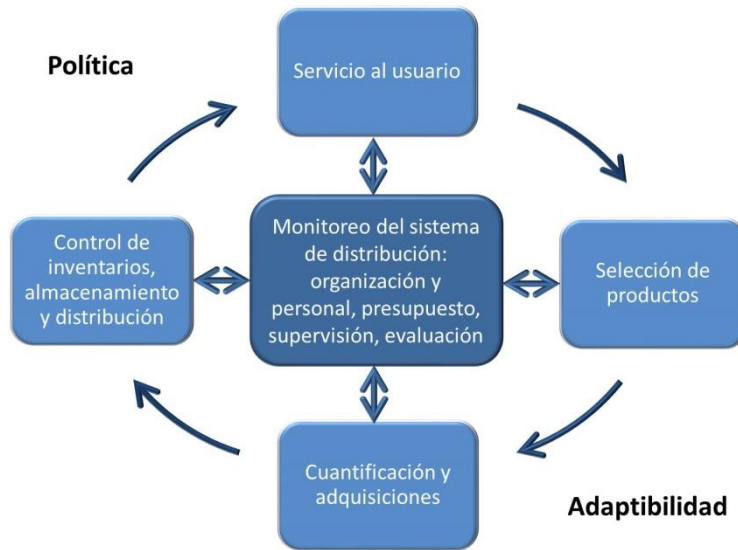 Política
Servicio al usuario
Control de
inventarios,
almacenamiento
y distribución
Monitoreo del sistema
de distribución:
organización y
personal, presupuesto,
supervisión, evaluación
Selección de
productos
Cuantificación y
adquisiciones
Adaptibilidad